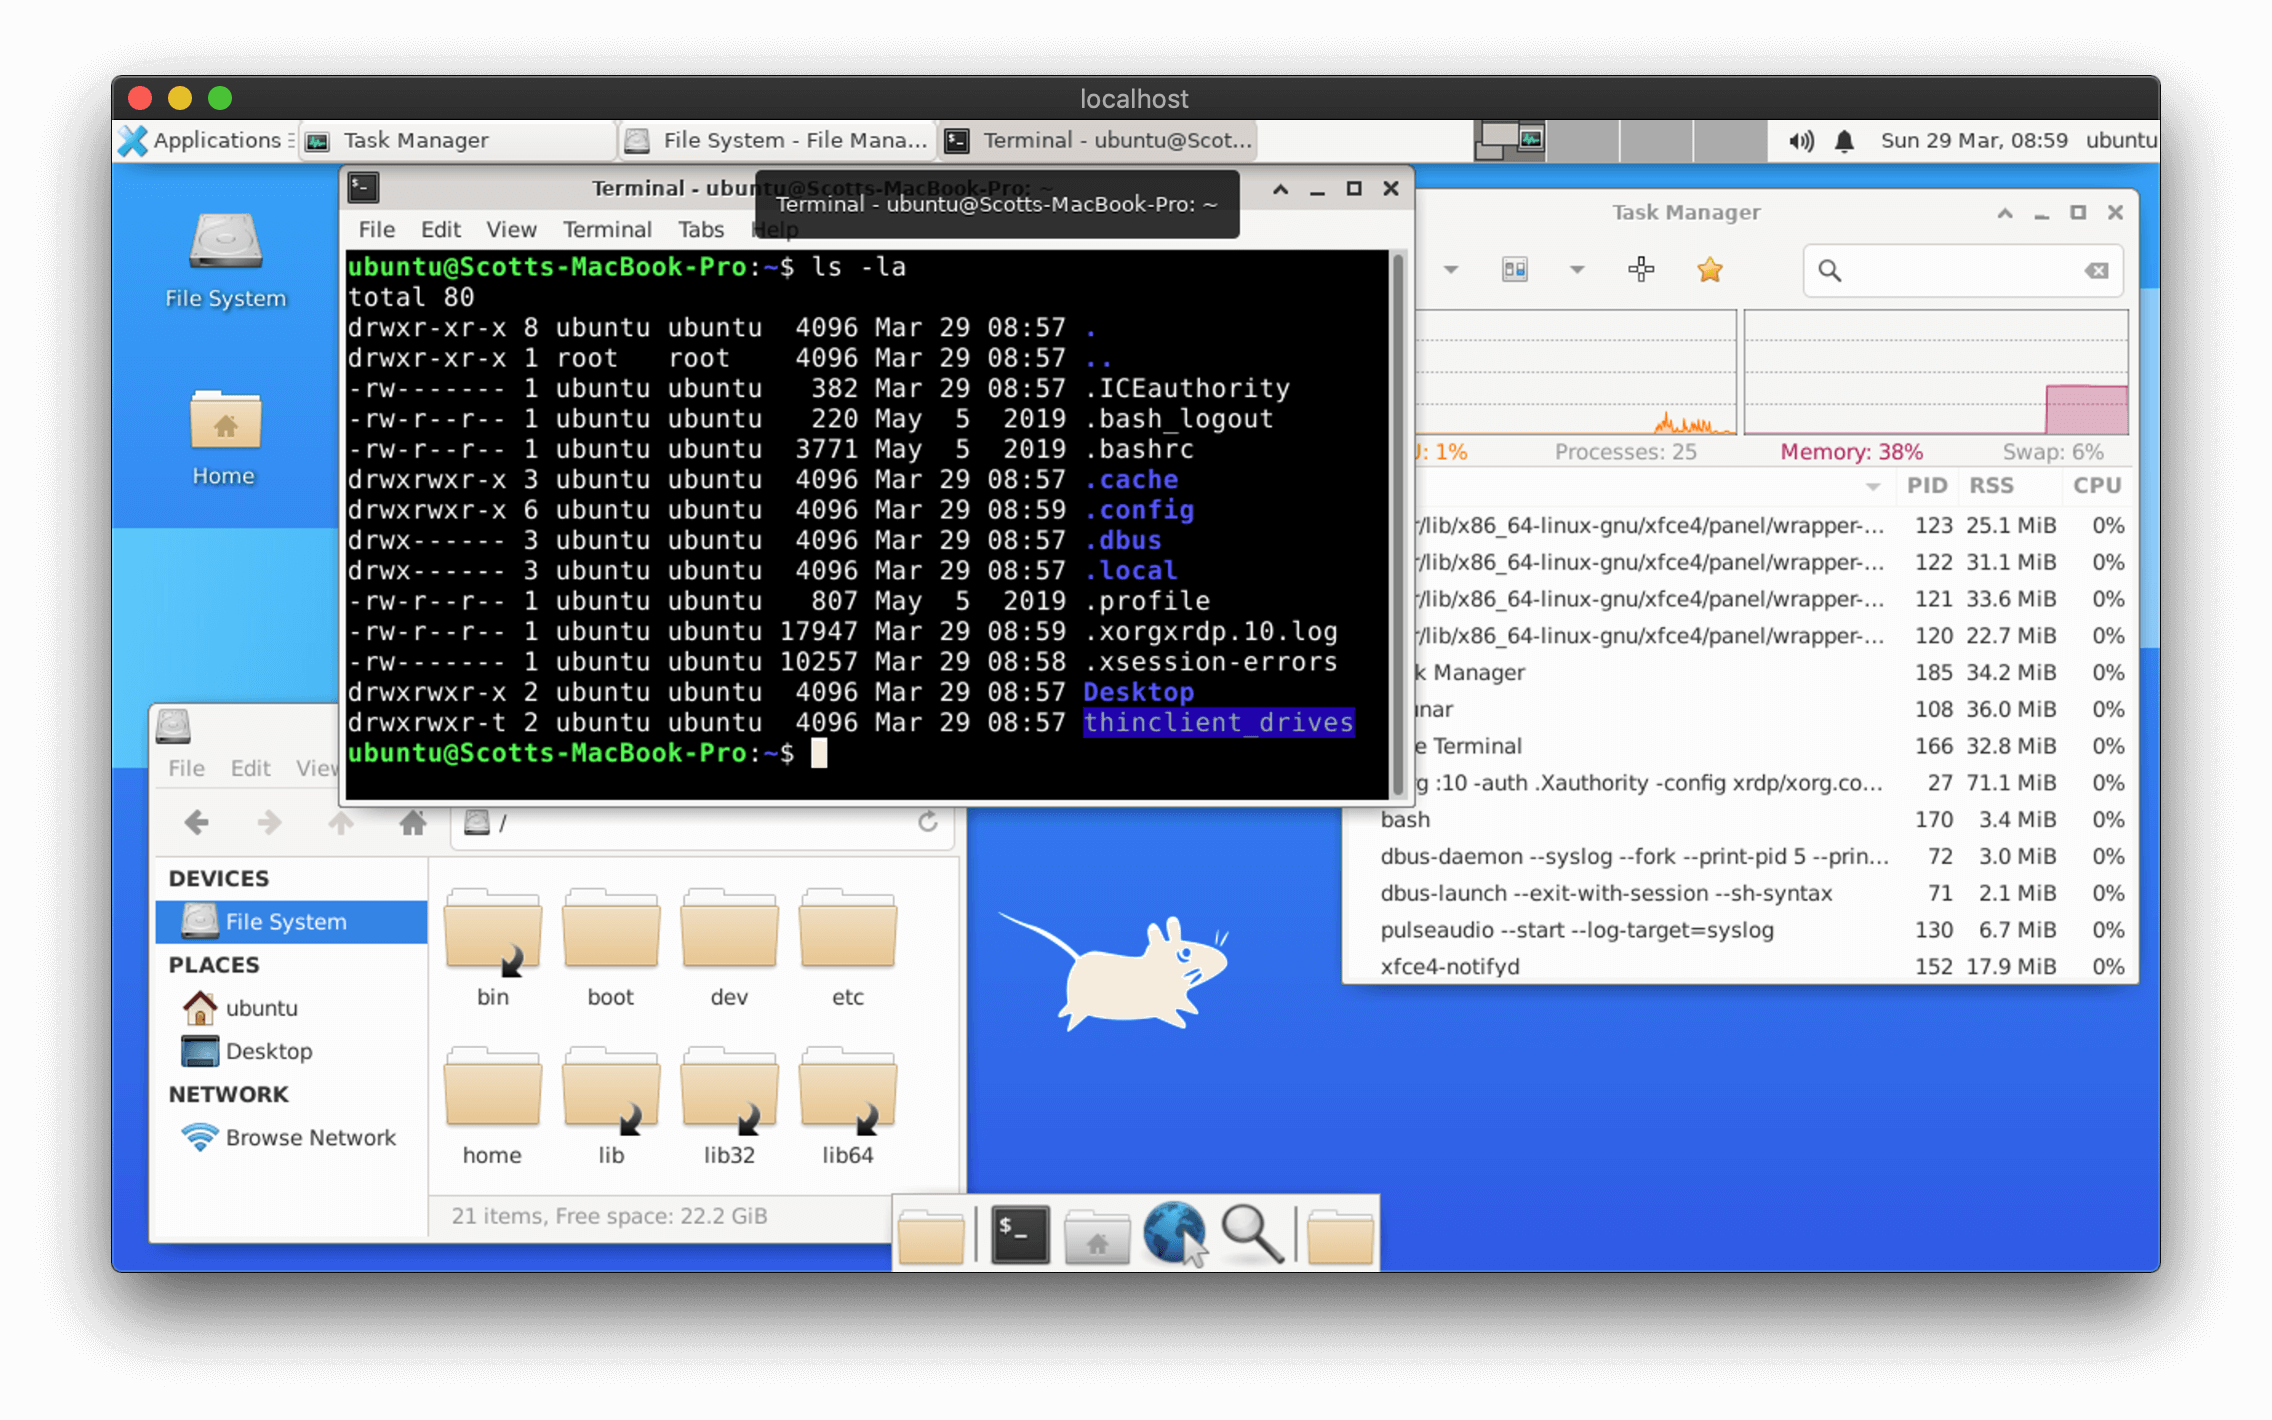 localhost
Applications
Task Manager
File System - File Mana...
Terminal - ubuntu@Scot...
Sun 29 Mar, 08:59
ubuntu
File System
Home
Terminal - ubuntu@Scotts-MacBook-Pro: ~
Terminal - ubuntu@Scotts-MacBook-Pro: ~
File Edit View Terminal Tabs Help
ubuntu@Scotts-MacBook-Pro:~$ ls -la
total 80
drwxr-xr-x 8 ubuntu ubuntu  4096 Mar 29 08:57 .
drwxr-xr-x 1 root   root    4096 Mar 29 08:57 ..
-rw------- 1 ubuntu ubuntu   382 Mar 29 08:57 .ICEauthority
-rw-r--r-- 1 ubuntu ubuntu   220 May  5  2019 .bash_logout
-rw-r--r-- 1 ubuntu ubuntu  3771 May  5  2019 .bashrc
drwxrwxr-x 3 ubuntu ubuntu  4096 Mar 29 08:57 .cache
drwxrwxr-x 6 ubuntu ubuntu  4096 Mar 29 08:59 .config
drwx------ 3 ubuntu ubuntu  4096 Mar 29 08:57 .dbus
drwx------ 3 ubuntu ubuntu  4096 Mar 29 08:57 .local
-rw-r--r-- 1 ubuntu ubuntu   807 May  5  2019 .profile
-rw-r--r-- 1 ubuntu ubuntu 17947 Mar 29 08:59 .xorgxrdp.10.log
-rw------- 1 ubuntu ubuntu 10257 Mar 29 08:58 .xsession-errors
drwxrwxr-x 2 ubuntu ubuntu  4096 Mar 29 08:57 Desktop
drwxrwxr-t 2 ubuntu ubuntu  4096 Mar 29 08:57 thinclient_drives
ubuntu@Scotts-MacBook-Pro:~$
Task Manager
U: 1% Processes: 25 Memory: 38% Swap: 6%
PID RSS CPU
r/lib/x86_64-linux-gnu/xfce4/panel/wrapper-... 123 25.1 MiB 0%
r/lib/x86_64-linux-gnu/xfce4/panel/wrapper-... 122 31.1 MiB 0%
r/lib/x86_64-linux-gnu/xfce4/panel/wrapper-... 121 33.6 MiB 0%
r/lib/x86_64-linux-gnu/xfce4/panel/wrapper-... 120 22.7 MiB 0%
k Manager 185 34.2 MiB 0%
nar 108 36.0 MiB 0%
e Terminal 166 32.8 MiB 0%
g :10 -auth .Xauthority -config xrdp/xorg.co... 27 71.1 MiB 0%
bash 170 3.4 MiB 0%
dbus-daemon --syslog --fork --print-pid 5 --prin... 72 3.0 MiB 0%
dbus-launch --exit-with-session --sh-syntax 71 2.1 MiB 0%
pulseaudio --start --log-target=syslog 130 6.7 MiB 0%
xfce4-notifyd 152 17.9 MiB 0%
File Edit View
/
DEVICES
File System
PLACES
ubuntu
Desktop
NETWORK
Browse Network
bin boot dev etc
home lib lib32 lib64
21 items, Free space: 22.2 GiB
$_